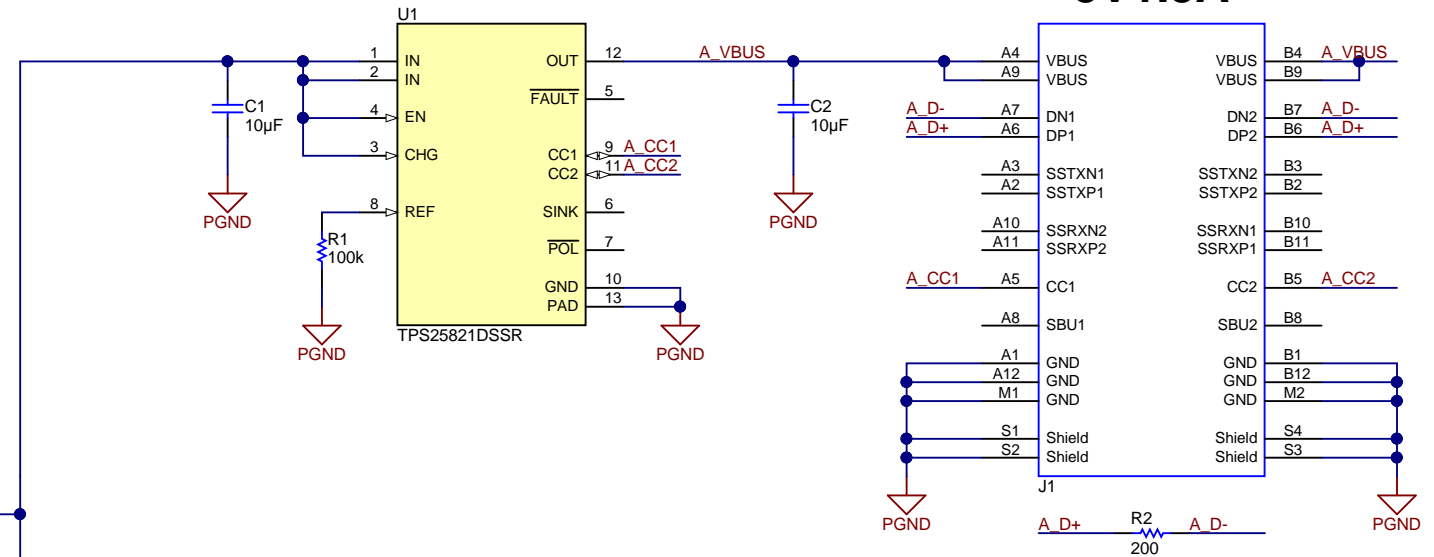 U1
1 IN
2 IN
4 EN
3 CHG
8 REF
OUT 12
FAULT 5
CC1 9 A_CC1
CC2 11 A_CC2
SINK 6
POL 7
GND 10
PAD 13
TPS25821DSSR
C1
10µF
PGND
R1
100k
PGND
PGND
A_VBUS
C2
10µF
PGND
A4 VBUS VBUS B4 A_VBUS
A9 VBUS VBUS B9
A_D- A7 DN1 DN2 B7 A_D-
A_D+ A6 DP1 DP2 B6 A_D+
A3 SSTXN1 SSTXN2 B3
A2 SSTXP1 SSTXP2 B2
A10 SSRXN2 SSRXN1 B10
A11 SSRXP2 SSRXP1 B11
A_CC1 A5 CC1 CC2 B5 A_CC2
A8 SBU1 SBU2 B8
A1 GND GND B1
A12 GND GND B12
M1 GND GND M2
S1 Shield Shield S4
S2 Shield Shield S3
J1
PGND
PGND
A_D+ R2 A_D-
200